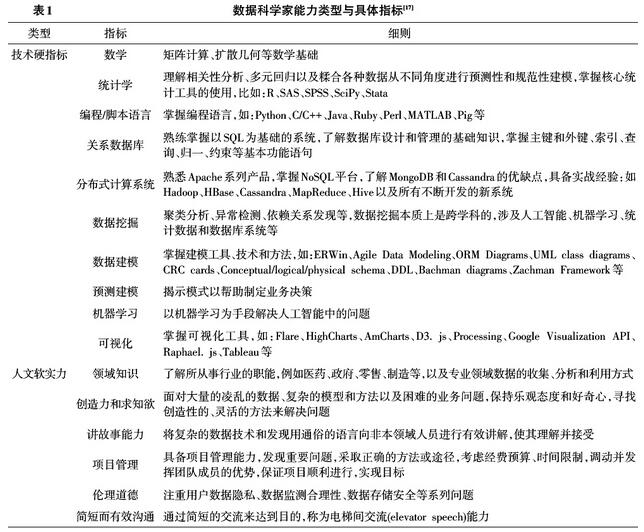 表1 数据科学家能力类型与具体指标[17]
类型 指标 细则
技术硬指标 数学 矩阵计算、扩散几何等数学基础
统计学 理解相关性分析、多元回归以及糅合各种数据从不同角度进行预测性和规范性建模,掌握核心统
计工具的使用,比如:R、SAS、SPSS、SciPy、Stata
编程/脚本语言 掌握编程语言,如:Python、C/C++、Java、Ruby、Perl、MATLAB、Pig等
关系数据库 熟练掌握以SQL为基础的系统,了解数据库设计和管理的基础知识,掌握主键和外键、索引、查
询、归一、约束等基本功能语句
分布式计算系统 熟悉Apache系列产品,掌握NoSQL平台,了解MongoDB和Cassandra的优缺点,具备实战经验;如
Hadoop、HBase、Cassandra、MapReduce、Hive以及所有不断开发的新系统
数据挖掘 聚类分析、异常检测、依赖关系发现等,数据挖掘本质上是跨学科的,涉及人工智能、机器学习、
统计数据和数据库系统等
数据建模 掌握建模工具、技术和方法,如:ERWin、Agile Data Modeling、ORM Diagrams、UML class diagrams、
CRC cards、Conceptual/logical/physical schema、DDL、Bachman diagrams、Zachman Framework等
预测建模 揭示模式以帮助制定业务决策
机器学习 以机器学习为手段解决人工智能中的问题
可视化 掌握可视化工具,如:Flare、HighCharts、AmCharts、D3. js、Processing、Google Visualization API、
Raphael. js、Tableau等
人文软实力 领域知识 了解所从事行业的职能,例如医药、政府、零售、制造等,以及专业领域数据的收集、分析和利用方式
创造力和求知欲 面对大量的凌乱的数据、复杂的模型和方法以及困难的业务问题,保持乐观态度和好奇心,寻找
创造性的、灵活的方法来解决问题
讲故事能力 将复杂的数据技术和发现用通俗的语言向非本领域人员进行有效讲解,使其理解并接受
项目管理 具备项目管理能力,发现重要问题,采取正确的方法或途径,考虑经费预算、时间限制,调动并发
挥团队成员的优势,保证项目顺利进行,实现目标
伦理道德 注重用户数据隐私、数据监测合理性、数据存储安全等系列问题
简短而有效沟通 通过简短的交流来达到目的,称为电梯间交流(elevator speech)能力